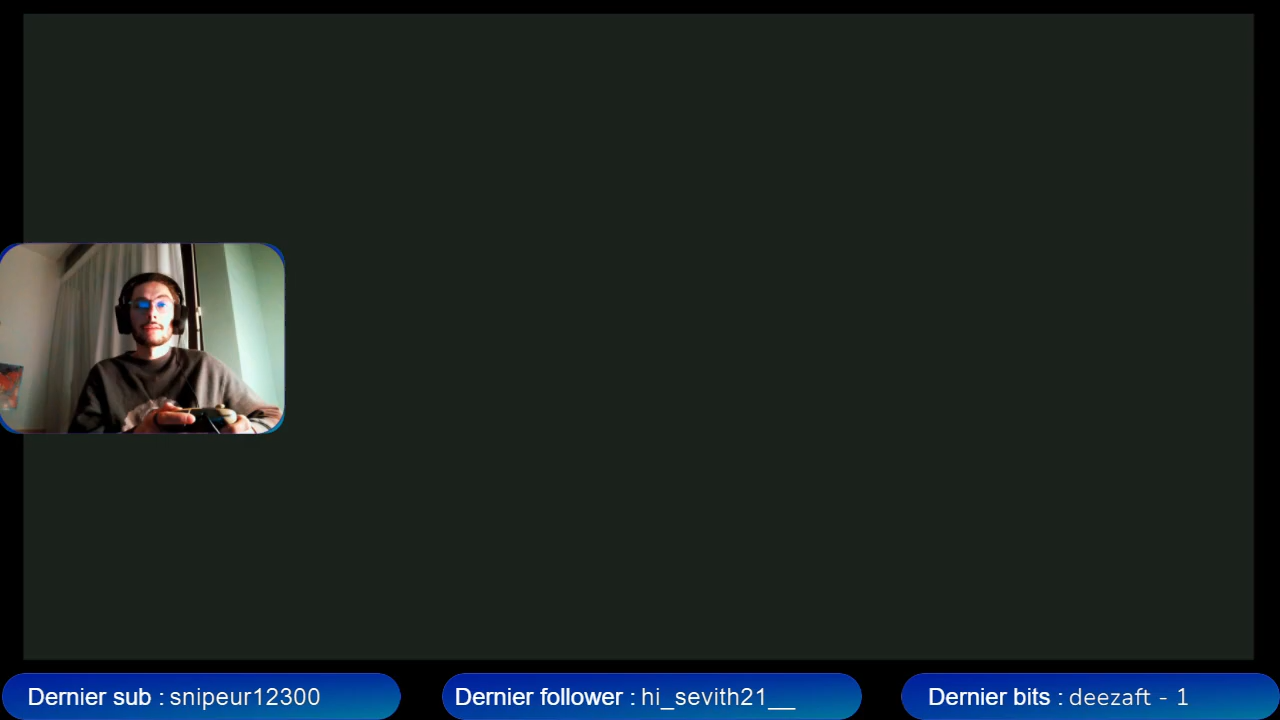 Dernier sub : snipeur12300
Dernier follower : hi_sevith21__
Dernier bits : deezaft - 1